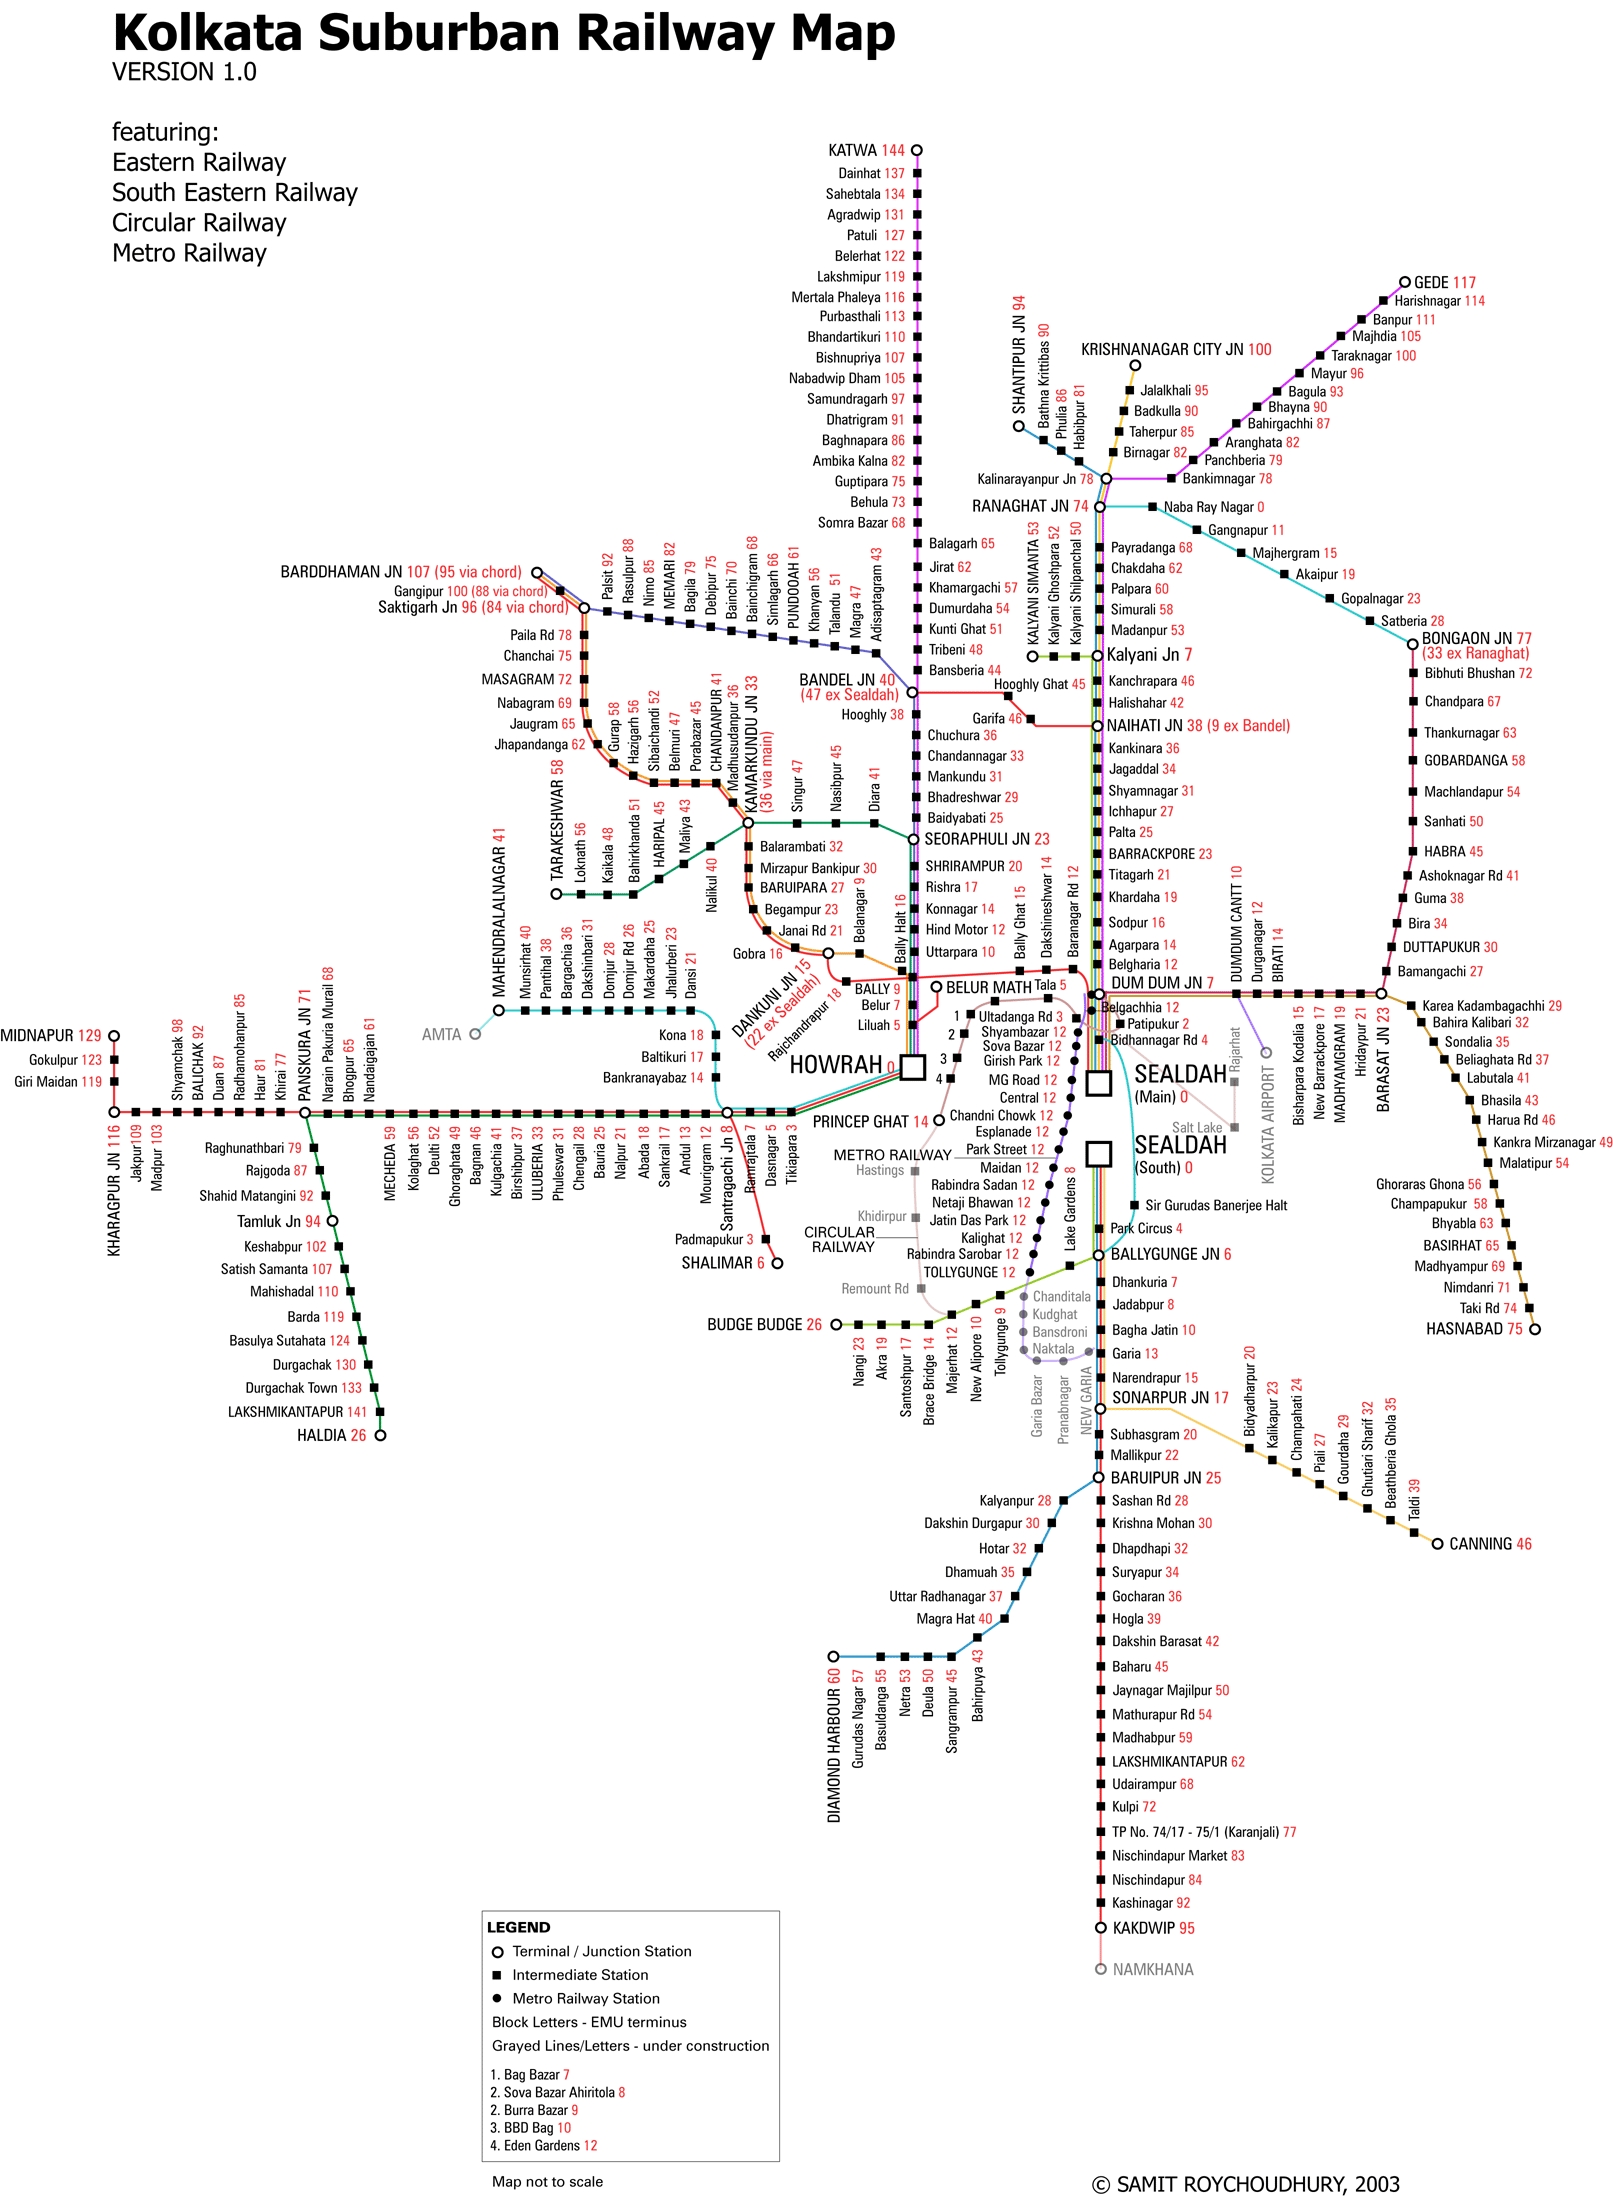 Kolkata Suburban Railway Map
VERSION 1.0
featuring:
Eastern Railway
South Eastern Railway
Circular Railway
Metro Railway
KATWA 144
Dainhat 137
Sahebtala 134
Agradwip 131
Patuli 127
Belerhat 122
Lakshmipur 119
Mertala Phaleya 116
Purbasthali 113
Bhandartikuri 110
Bishnupriya 107
Nabadwip Dham 105
Samundragarh 97
Dhatrigram 91
Baghnapara 86
Ambika Kalna 82
Guptipara 75
Behula 73
Somra Bazar 68
Balagarh 65
Jirat 62
Khamargachi 57
Dumurdaha 54
Kunti Ghat 51
Tribeni 48
Bansberia 44
BANDEL JN 40
(47 ex Sealdah)
Hooghly 38
Chuchura 36
Chandannagar 33
Mankundu 31
Bhadreshwar 29
Baidyabati 25
SEORAPHULI JN 23
SHRIRAMPUR 20
Rishra 17
Konnagar 14
Hind Motor 12
Uttarpara 10
Bally Halt 16
BALLY 9
Belur 7
Liluah 5
BELUR MATH
HOWRAH 0
GEDE 117
Harishnagar 114
Banpur 111
Majhdia 105
Taraknagar 100
Mayur 96
Bagula 93
Bhayna 90
Bahirgachhi 87
Aranghata 82
Panchberia 79
Bankimnagar 78
SHANTIPUR JN 94
Bathna Krittibas 90
Phulia 86
Habibpur 81
KRISHNANAGAR CITY JN 100
Jalalkhali 95
Badkulla 90
Taherpur 85
Birnagar 82
Kalinarayanpur Jn 78
RANAGHAT JN 74
Naba Ray Nagar 0
Gangnapur 11
Majhergram 15
Akaipur 19
Gopalnagar 23
Satberia 28
BONGAON JN 77
(33 ex Ranaghat)
Bibhuti Bhushan 72
Chandpara 67
Thankurnagar 63
GOBARDANGA 58
Machlandapur 54
Sanhati 50
HABRA 45
Ashoknagar Rd 41
Guma 38
Bira 34
DUTTAPUKUR 30
Bamangachi 27
Payradanga 68
Chakdaha 62
Palpara 60
Simurali 58
Madanpur 53
KALYANI SIMANTA 53
Kalyani Ghoshpara 52
Kalyani Shilpanchal 50
Kalyani Jn 7
Kanchrapara 46
Halishahar 42
Hooghly Ghat 45
Garifa 46
NAIHATI JN 38 (9 ex Bandel)
Kankinara 36
Jagaddal 34
Shyamnagar 31
Ichhapur 27
Palta 25
BARRACKPORE 23
Titagarh 21
Khardaha 19
Sodpur 16
Agarpara 14
Belgharia 12
DUM DUM JN 7
BARDDHAMAN JN 107 (95 via chord)
Gangipur 100 (88 via chord)
Saktigarh Jn 96 (84 via chord)
Palsit 92
Rasulpur 88
Nimo 85
MEMARI 82
Bagila 79
Debipur 75
Bainchi 70
Bainchigram 68
Simlagarh 66
PUNDOOAH 61
Khanyan 56
Talandu 51
Magra 47
Adisaptagram 43
Paila Rd 78
Chanchai 75
MASAGRAM 72
Nabagram 69
Jaugram 65
Jhapandanga 62
Gurap 58
Hazigarh 56
Sibaichandi 52
Belmuri 47
Porabazar 45
CHANDANPUR 41
Madhusudanpur 36
KAMARKUNDU JN 33
(36 via main)
Singur 47
Nasibpur 45
Diara 41
TARAKESHWAR 58
Loknath 56
Kaikala 48
Bahirkhanda 51
HARIPAL 45
Maliya 43
Nalikul 40
Balarambati 32
Mirzapur Bankipur 30
BARUIPARA 27
Begampur 23
Janai Rd 21
Gobra 16
Belanagar 9
DANKUNI JN 15
(22 ex Sealdah)
Rajchandrapur 18
Bally Ghat 15
Dakshineshwar 14
Baranagar Rd 12
MAHENDRALALNAGAR 41
Munsirhat 40
Pantihal 38
Bargachia 36
Dakshinbari 31
Domjur 28
Domjur Rd 26
Makardaha 25
Jhalurberi 23
Dansi 21
AMTA
Kona 18
Baltikuri 17
Bankranayabaz 14
MIDNAPUR 129
Gokulpur 123
Giri Maidan 119
KHARAGPUR JN 116
Jakpur109
Madpur 103
Shyamchak 98
BALICHAK 92
Duan 87
Radhamohanpur 85
Haur 81
Khirai 77
PANSKURA JN 71
Narain Pakuria Murail 68
Bhogpur 65
Nandaigajan 61
MECHEDA 59
Kolaghat 56
Deulti 52
Ghoraghata 49
Bagnan 46
Kulgachia 41
Birshibpur 37
ULUBERIA 33
Phuleswar 31
Chengail 28
Bauria 25
Nalpur 21
Abada 18
Sankrail 17
Andul 13
Mourigram 12
Santragachi Jn 8
Ramrajtala 7
Dasnagar 5
Tikiapara 3
Padmapukur 3
SHALIMAR 6
Raghunathbari 79
Rajgoda 87
Shahid Matangini 92
Tamluk Jn 94
Keshabpur 102
Satish Samanta 107
Mahishadal 110
Barda 119
Basulya Sutahata 124
Durgachak 130
Durgachak Town 133
LAKSHMIKANTAPUR 141
HALDIA 26
Tala 5
1
2
3
4
Ultadanga Rd 3
Belgachhia 12
Patipukur 2
Bidhannagar Rd 4
Shyambazar 12
Sova Bazar 12
Girish Park 12
MG Road 12
Central 12
Chandni Chowk 12
Esplanade 12
Park Street 12
Maidan 12
Rabindra Sadan 12
Netaji Bhawan 12
Jatin Das Park 12
Kalighat 12
Rabindra Sarobar 12
TOLLYGUNGE 12
Chanditala
Kudghat
Bansdroni
Naktala
Garia Bazar
Pranabnagar
NEW GARIA
PRINCEP GHAT 14
METRO RAILWAY
Hastings
Khidirpur
CIRCULAR
RAILWAY
Remount Rd
SEALDAH
(Main) 0
SEALDAH
(South) 0
Salt Lake
Rajarhat
KOLKATA AIRPORT
DUMDUM CANTT 10
Durganagar 12
BIRATI 14
Bisharpara Kodalia 15
New Barrackpore 17
MADHYAMGRAM 19
Hridaypur 21
BARASAT JN 23
Karea Kadambagachhi 29
Bahira Kalibari 32
Sondalia 35
Beliaghata Rd 37
Labutala 41
Bhasila 43
Harua Rd 46
Kankra Mirzanagar 49
Malatipur 54
Ghoraras Ghona 56
Champapukur 58
Bhyabla 63
BASIRHAT 65
Madhyampur 69
Nimdanri 71
Taki Rd 74
HASNABAD 75
Sir Gurudas Banerjee Halt
Park Circus 4
BALLYGUNGE JN 6
Lake Gardens 8
Tollygunge 9
New Alipore 10
Majerhat 12
Brace Bridge 14
Santoshpur 17
Akra 19
Nangi 23
BUDGE BUDGE 26
Dhankuria 7
Jadabpur 8
Bagha Jatin 10
Garia 13
Narendrapur 15
SONARPUR JN 17
Bidyadharpur 20
Kalikapur 23
Champahati 24
Piali 27
Gourdaha 29
Ghutiari Sharif 32
Beathberia Ghola 35
Taldi 39
CANNING 46
Subhasgram 20
Mallikpur 22
BARUIPUR JN 25
Kalyanpur 28
Dakshin Durgapur 30
Hotar 32
Dhamuah 35
Uttar Radhanagar 37
Magra Hat 40
Bahirpuya 43
Sangrampur 45
Deula 50
Netra 53
Basuldanga 55
Gurudas Nagar 57
DIAMOND HARBOUR 60
Sashan Rd 28
Krishna Mohan 30
Dhapdhapi 32
Suryapur 34
Gocharan 36
Hogla 39
Dakshin Barasat 42
Baharu 45
Jaynagar Majilpur 50
Mathurapur Rd 54
Madhabpur 59
LAKSHMIKANTAPUR 62
Udairampur 68
Kulpi 72
TP No. 74/17 - 75/1 (Karanjali) 77
Nischindapur Market 83
Nischindapur 84
Kashinagar 92
KAKDWIP 95
NAMKHANA
LEGEND
Terminal / Junction Station
Intermediate Station
Metro Railway Station
Block Letters - EMU terminus
Grayed Lines/Letters - under construction
1. Bag Bazar 7
2. Sova Bazar Ahiritola 8
2. Burra Bazar 9
3. BBD Bag 10
4. Eden Gardens 12
Map not to scale
© SAMIT ROYCHOUDHURY, 2003